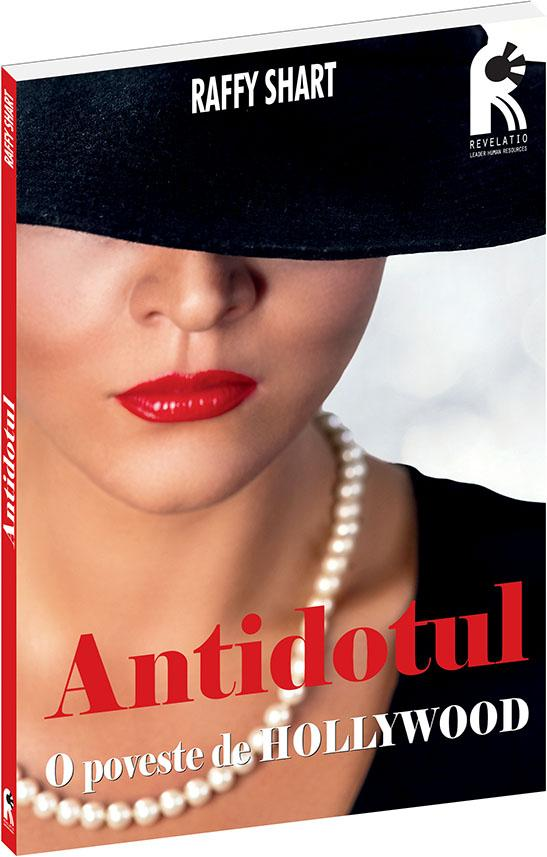 RAFFY SHART
REVELATIO
LEADER HUMAN RESOURCES
Antidotul
O poveste de HOLLYWOOD
RAFFY SHART
Antidotul